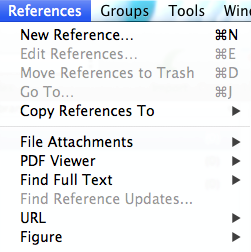 References Groups Tools Win
New Reference... ⌘N
Edit References... ⌘E
Move References to Trash ⌘D
Go To... ⌘J
Copy References To ▶
File Attachments ▶
PDF Viewer ▶
Find Full Text ▶
Find Reference Updates...
URL ▶
Figure ▶